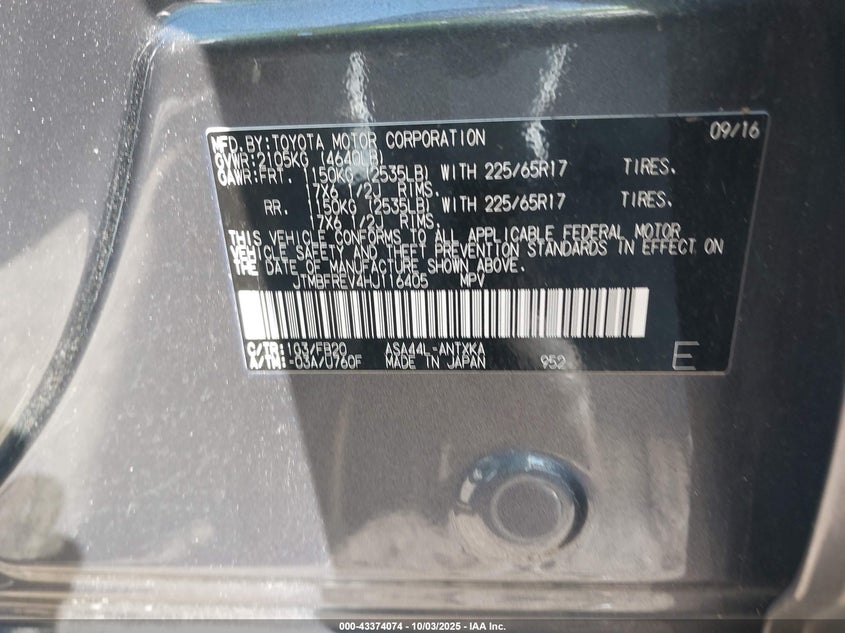 MFD.BY:TOYOTA MOTOR CORPORATION 09/16
GVWR:2105KG (4640LB)
GAWR:FRT. 1150KG (2535LB) WITH 225/65R17 TIRES.
17X6 1/2J RIMS.
RR. 1150KG (2535LB) WITH 225/65R17 TIRES.
17X6 1/2J RIMS.
THIS VEHICLE CONFORMS TO ALL APPLICABLE FEDERAL MOTOR
VEHICLE SAFETY AND THEFT PREVENTION STANDARDS IN EFFECT ON
THE DATE OF MANUFACTURE SHOWN ABOVE.
JTMBFREV4HJ116405 MPV
C/TR:1G3/FB20 ASA44L-ANTXKA
A/TM:-03A/U760F MADE IN JAPAN 952 E
000-43374074 | 10/03/2025 - IAA Inc.